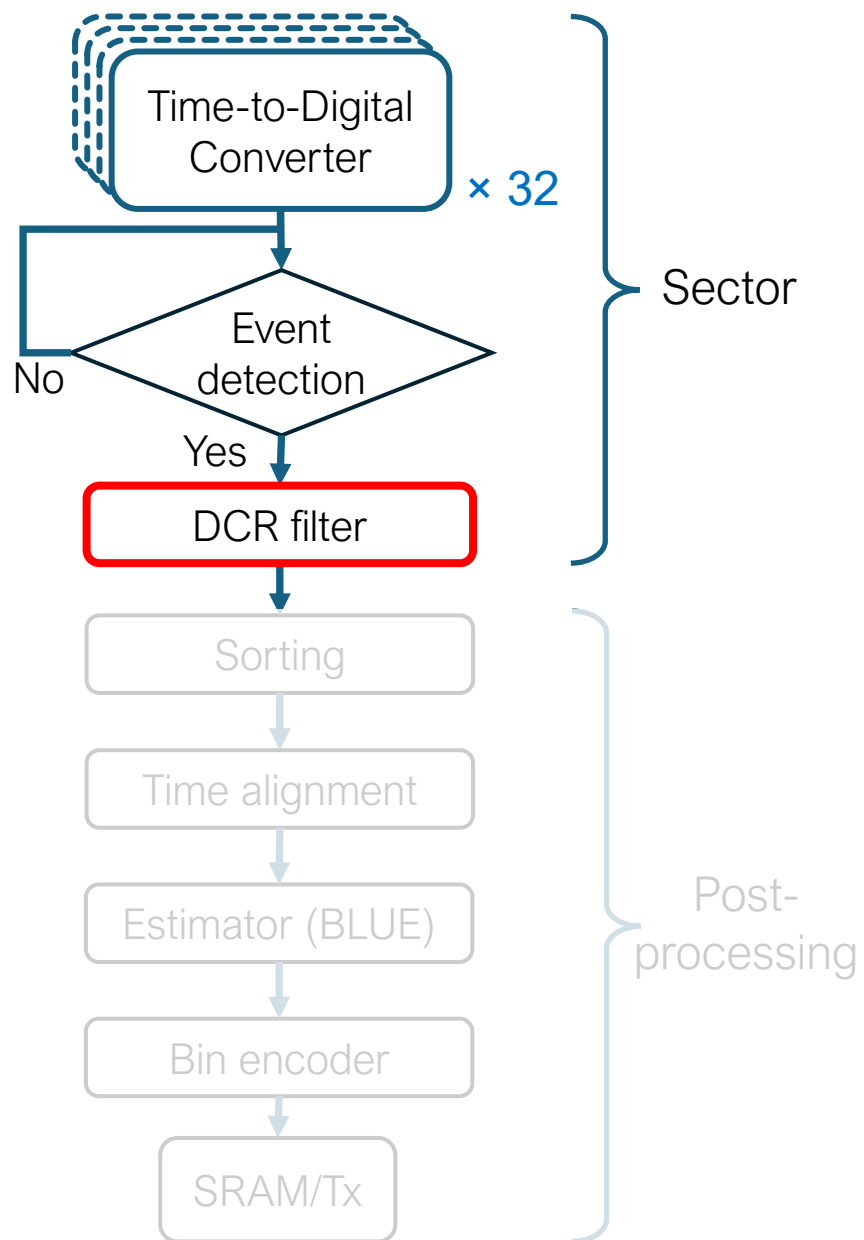 Time-to-Digital
Converter
× 32
Sector
Event
detection
No
Yes
DCR filter
Sorting
Time alignment
Estimator (BLUE)
Post-
processing
Bin encoder
SRAM/Tx